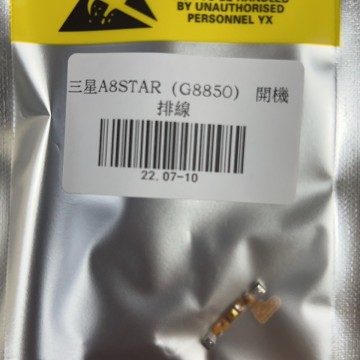 BY UNAUTHORISED
PERSONNEL YX
三星A8STAR (G8850) 開機
排線
22.07-10